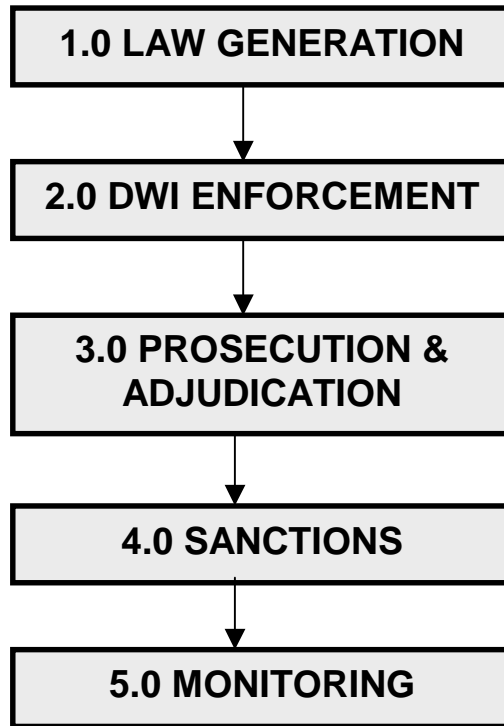 1.0 LAW GENERATION
2.0 DWI ENFORCEMENT
3.0 PROSECUTION &
ADJUDICATION
4.0 SANCTIONS
5.0 MONITORING